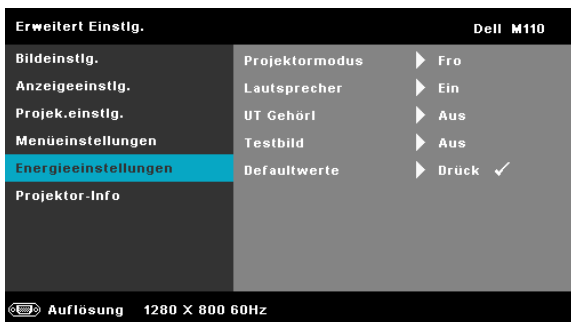 Erweitert Einstlg. Dell M110
Bildeinstlg.
Anzeigeeinstlg.
Projek.einstlg.
Menüeinstellungen
Energieeinstellungen
Projektor-Info
Projektormodus Fro
Lautsprecher Ein
UT Gehörl Aus
Testbild Aus
Defaultwerte Drück ✓
Auflösung 1280 X 800 60Hz